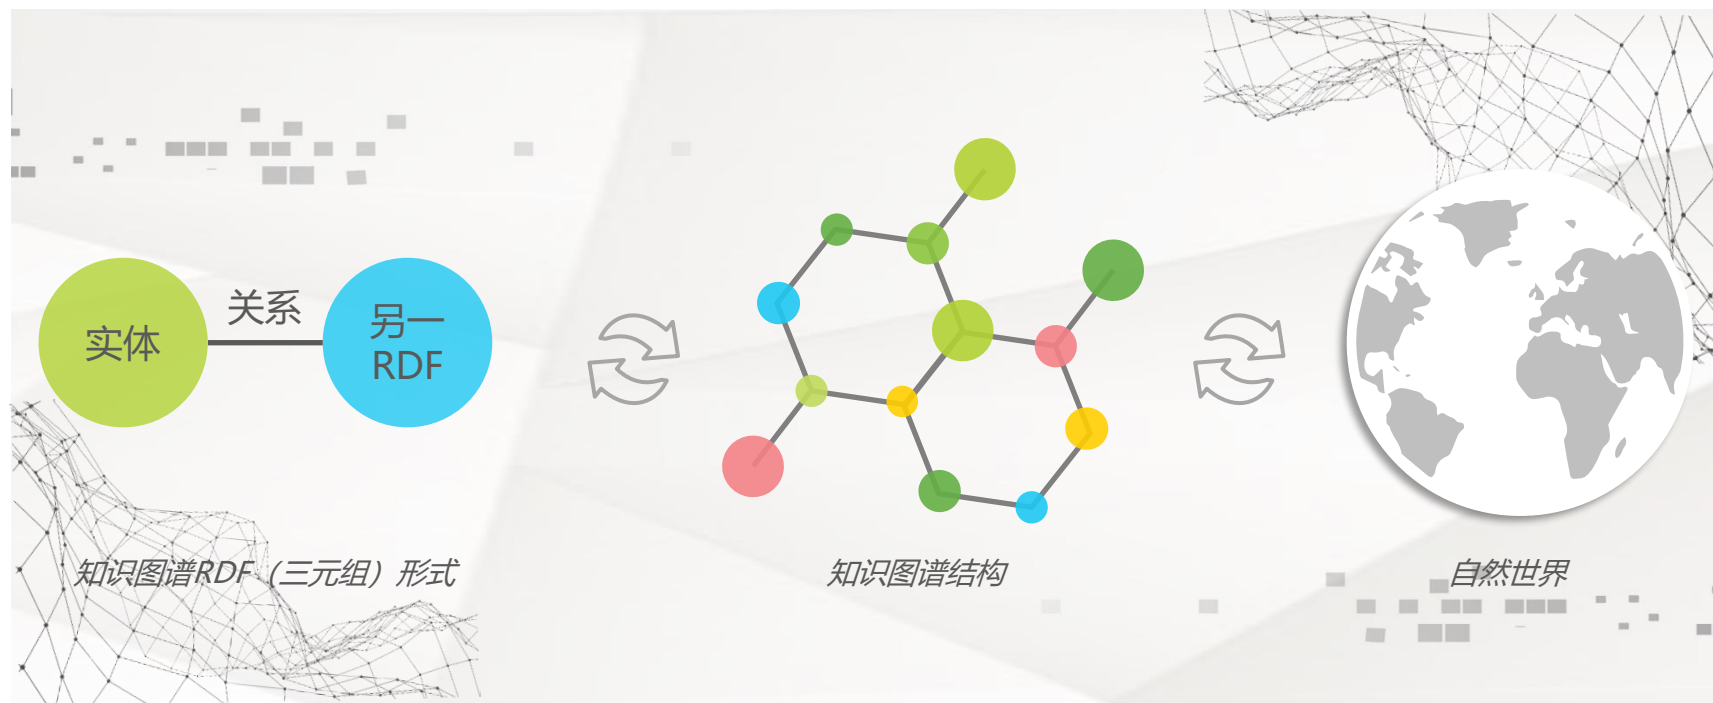 实体
关系
另一
RDF
知识图谱RDF（三元组）形式
知识图谱结构
自然世界